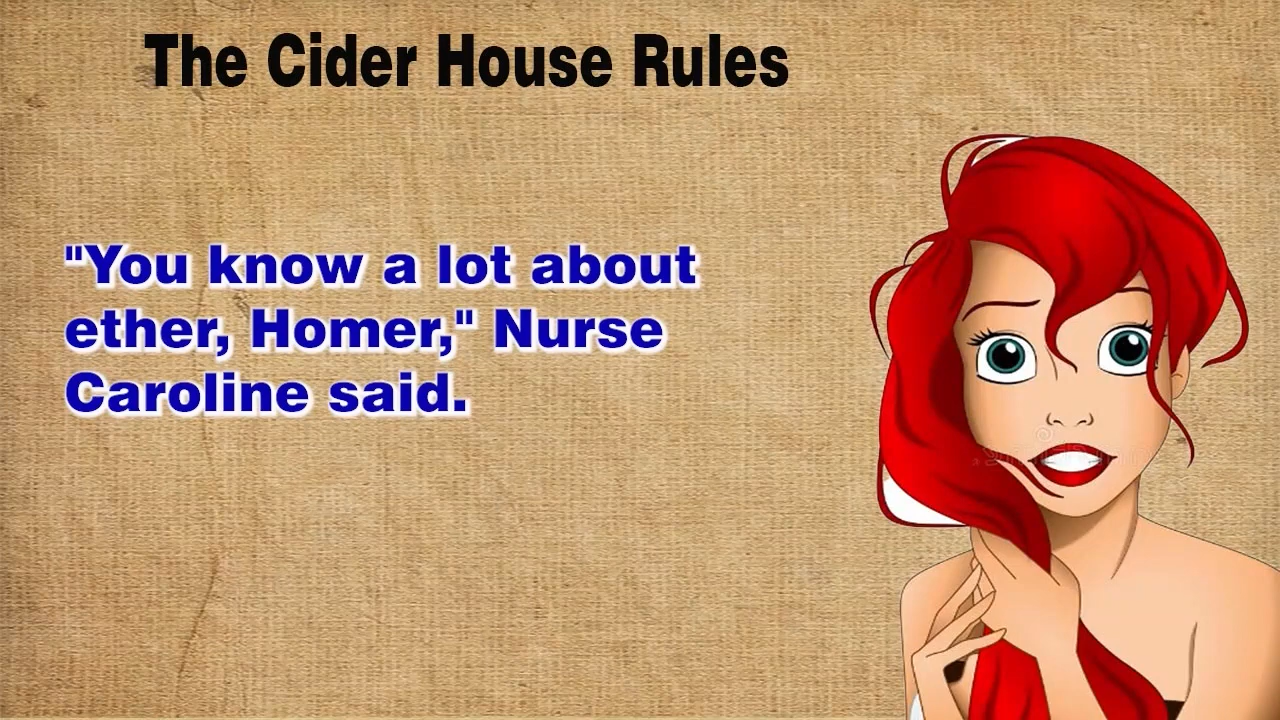 The Cider House Rules
"You know a lot about
ether, Homer," Nurse
Caroline said.